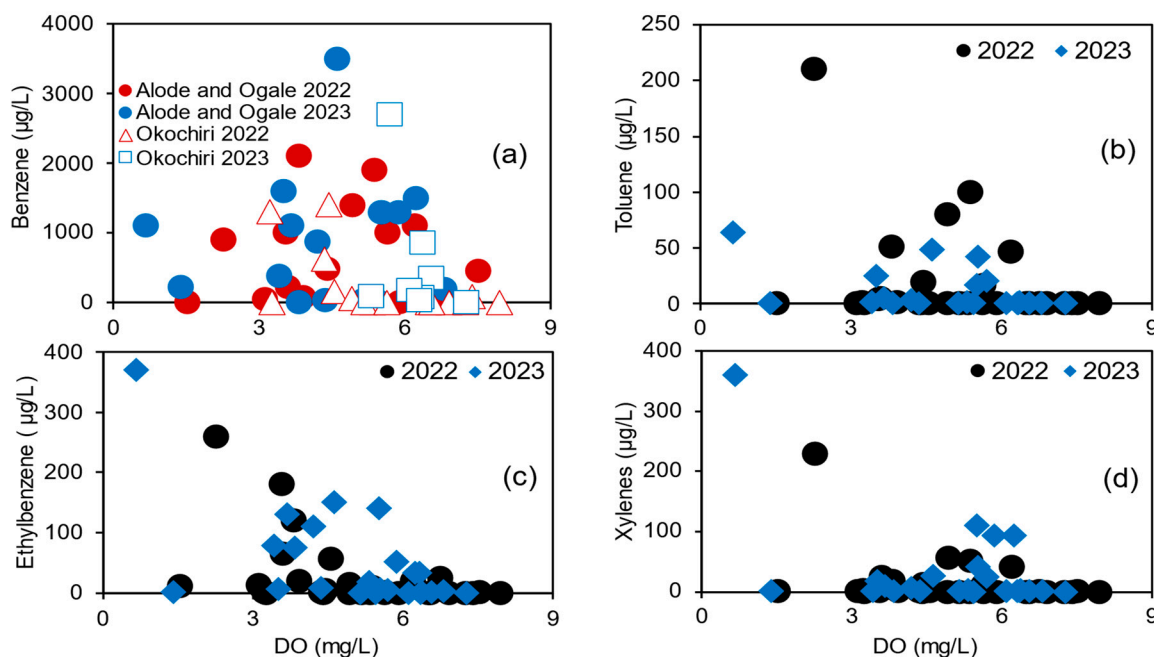 4000
3000
2000
1000
0
Benzene (µg/L)
Alode and Ogale 2022
Alode and Ogale 2023
Okochiri 2022
Okochiri 2023
(a)
0 3 6 9
250
200
150
100
50
0
Toluene (µg/L)
2022 2023
(b)
0 3 6 9
400
300
200
100
0
Ethylbenzene ( µg/L)
2022 2023
(c)
0 3 6 9
DO (mg/L)
400
300
200
100
0
Xylenes (µg/L)
2022 2023
(d)
0 3 6 9
DO (mg/L)